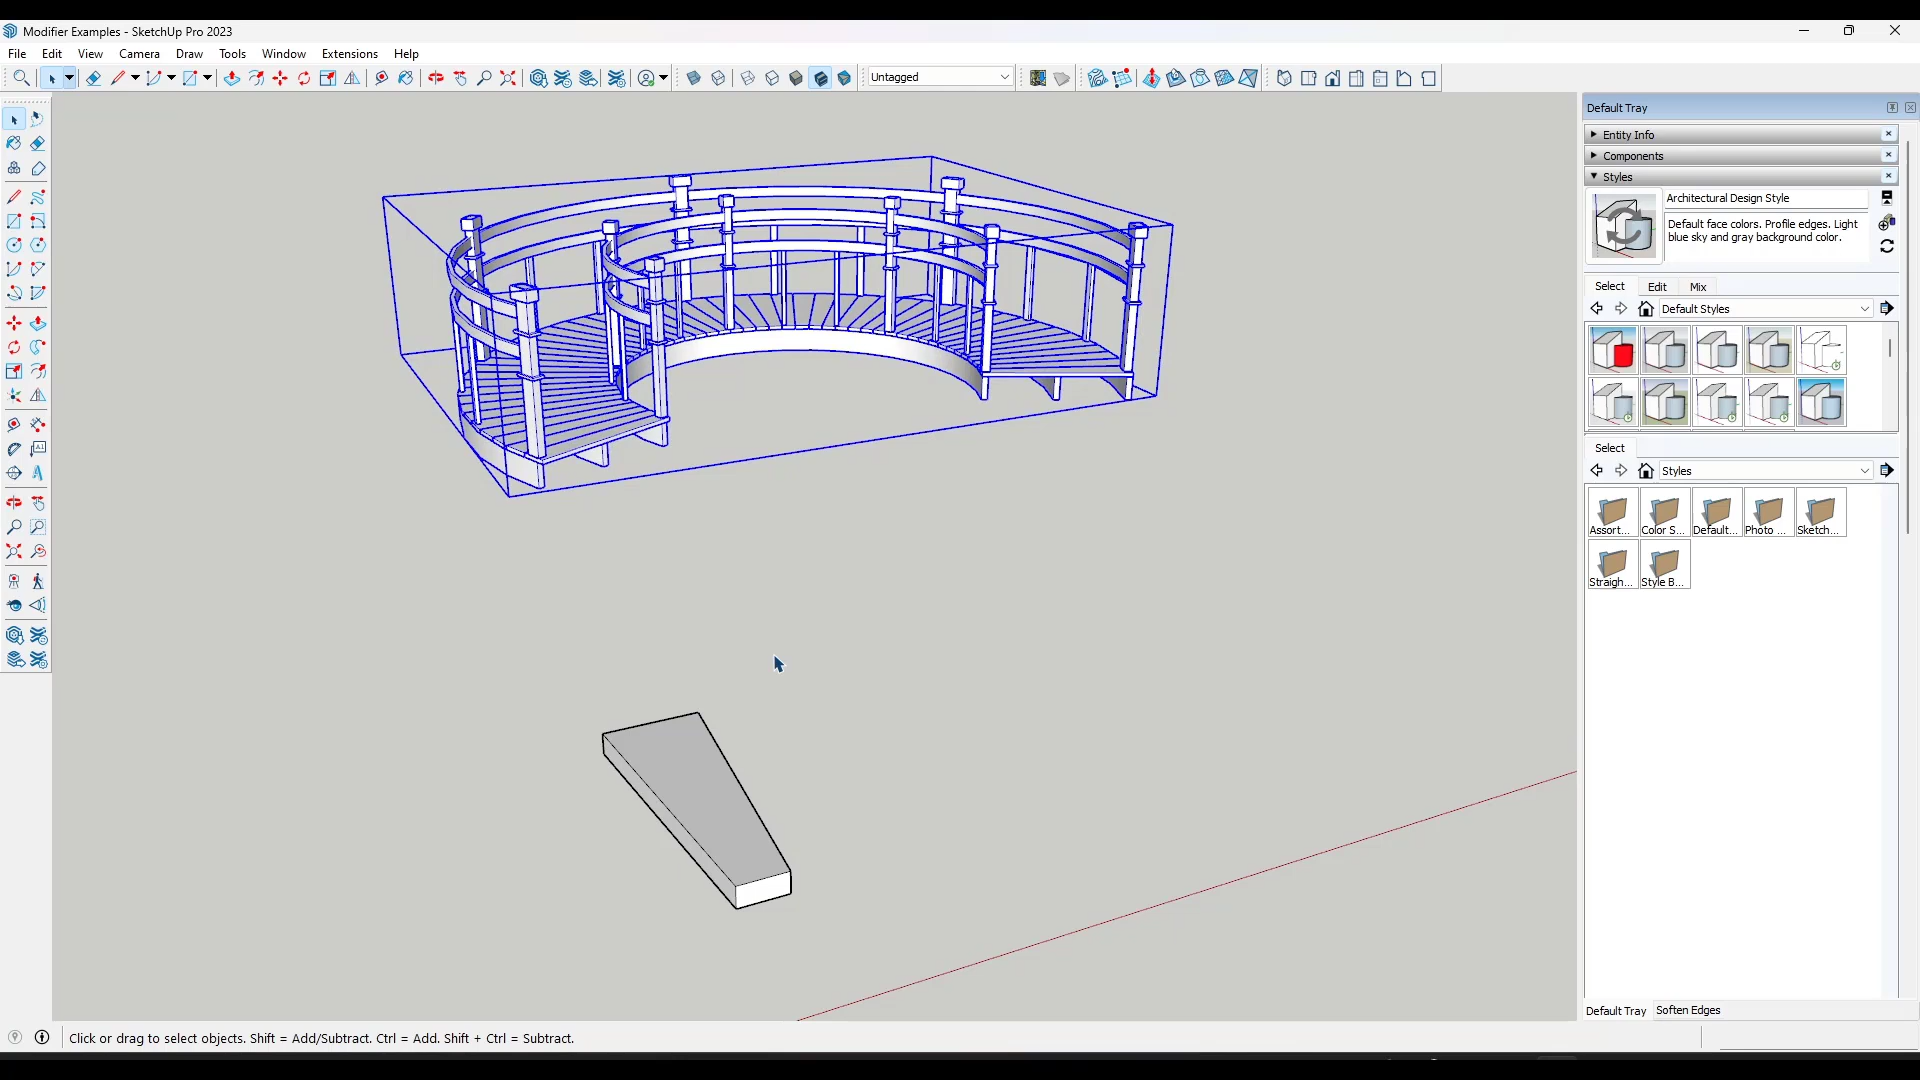 Modifier Examples - SketchUp Pro 2023
File Edit View Camera Draw Tools Window Extensions Help
Untagged
Default Tray
Entity Info
Components
Styles
Architectural Design Style
Default face colors. Profile edges. Light
blue sky and gray background color.
Select Edit Mix
Default Styles
Select
Styles
Assort... Color S... Default... Photo ... Sketch...
Straigh... Style B...
Default Tray Soften Edges
Click or drag to select objects. Shift = Add/Subtract. Ctrl = Add. Shift + Ctrl = Subtract.